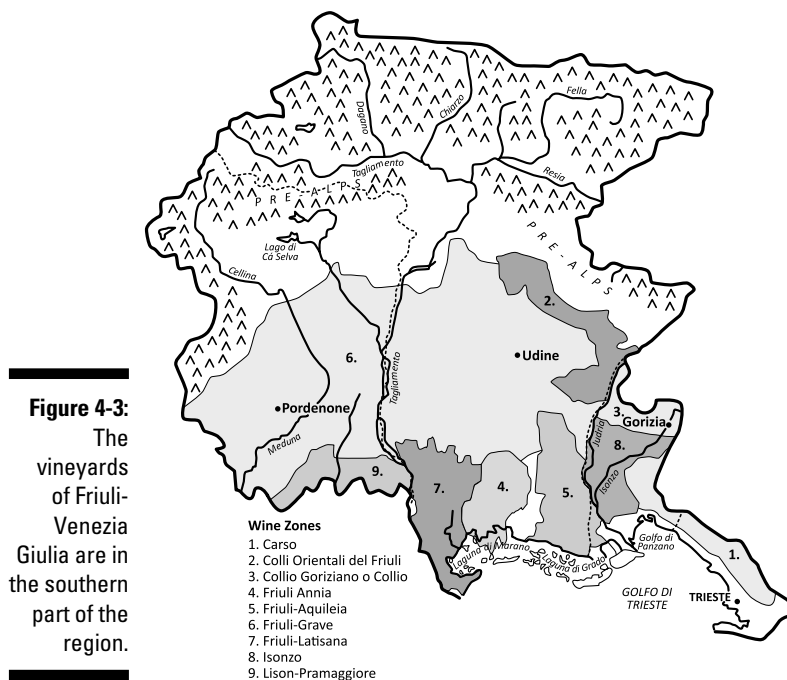 Figure 4-3:
The
vineyards
of Friuli-
Venezia
Giulia are in
the southern
part of the
region.
Dagano
Chiarzo
Fella
Tagliamento
Resia
PRE-ALPS
PRE-ALPS
Lago di
Cá Selva
Cellina
2.
6.
Udine
Tagliamento
Pordenone
3.
Gorizia
Judria
8.
Meduna
9.
7.
4.
5.
Isonzo
Laguna di Marano
Laguna di Grado
Golfo di
Panzano
1.
GOLFO DI
TRIESTE
TRIESTE
Wine Zones
1. Carso
2. Colli Orientali del Friuli
3. Collio Goriziano o Collio
4. Friuli Annia
5. Friuli-Aquileia
6. Friuli-Grave
7. Friuli-Latisana
8. Isonzo
9. Lison-Pramaggiore